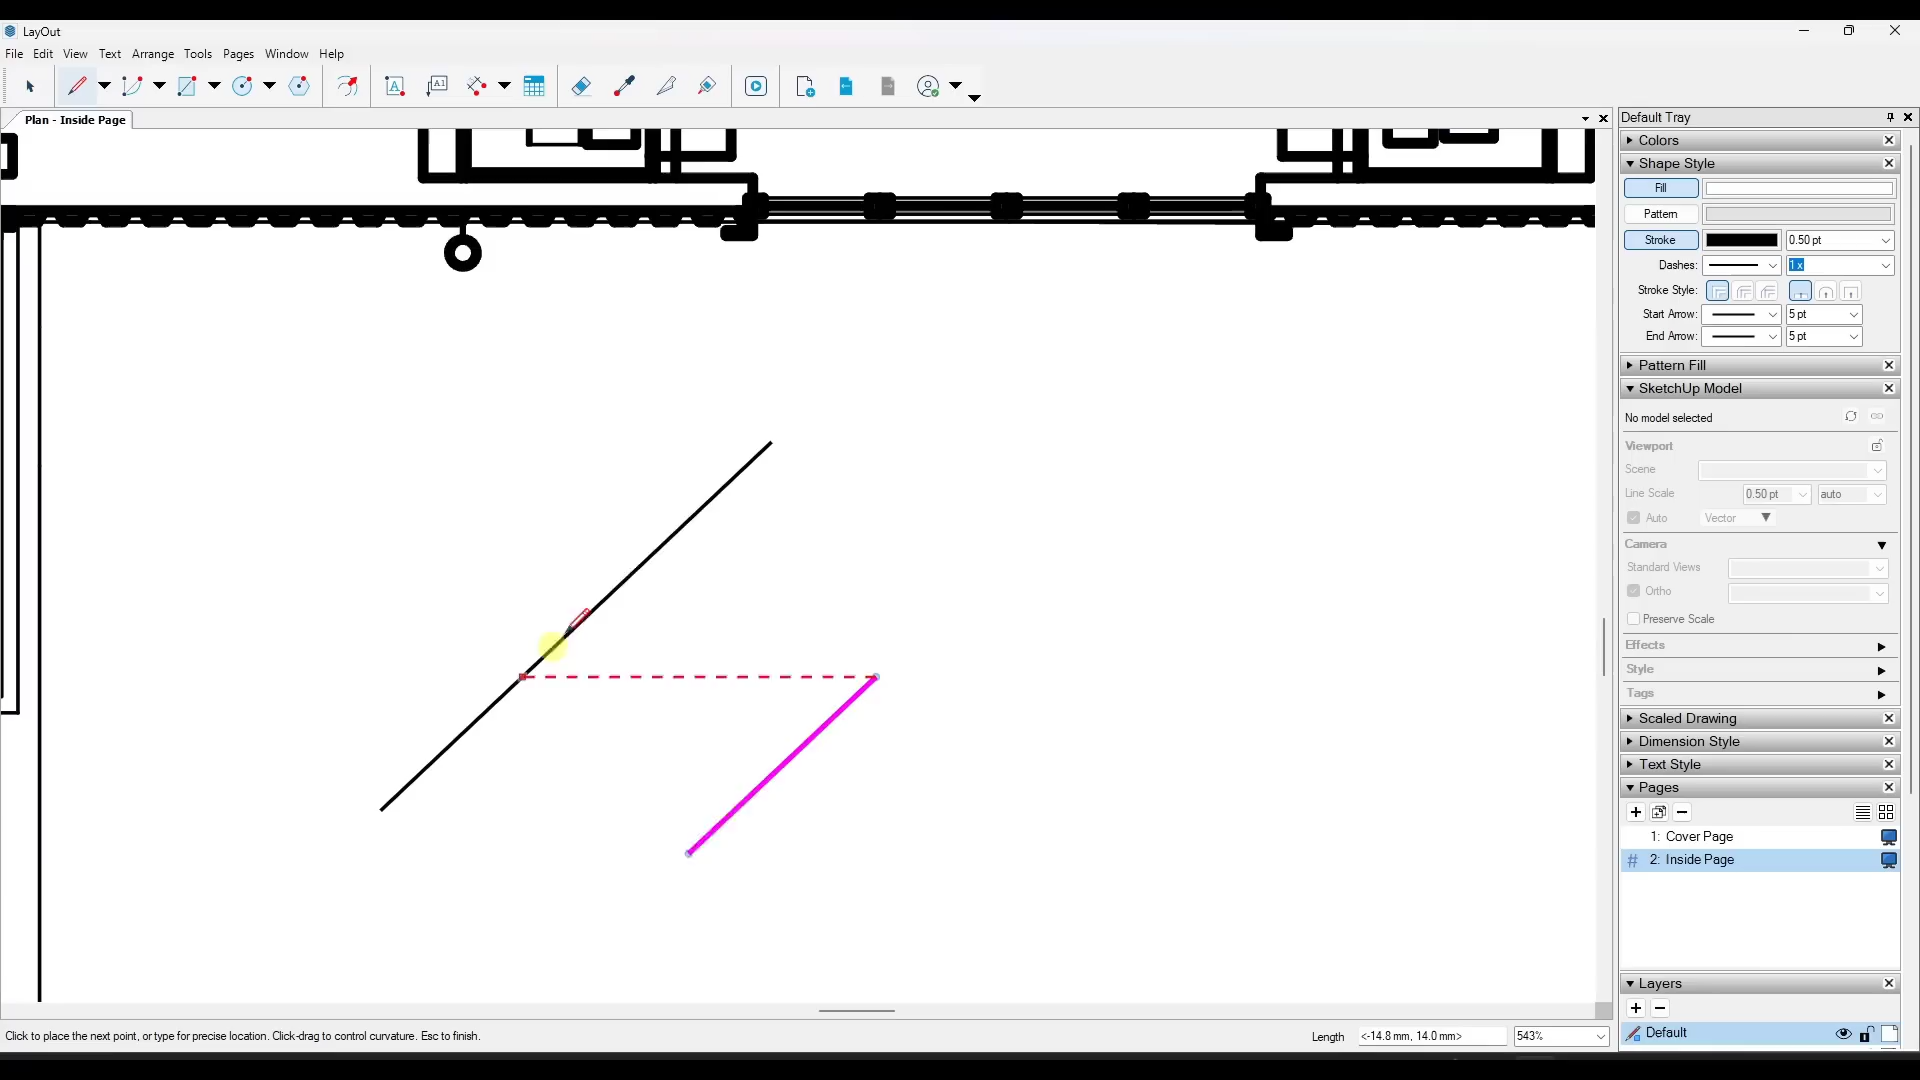 LayOut
File Edit View Text Arrange Tools Pages Window Help
A A1
Plan - Inside Page
Default Tray
Colors
Shape Style
Fill
Pattern
Stroke 0.50 pt
Dashes: 1 x
Stroke Style:
Start Arrow: 5 pt
End Arrow: 5 pt
Pattern Fill
SketchUp Model
No model selected
Viewport
Scene
Line Scale 0.50 pt auto
Auto Vector
Camera
Standard Views
Ortho
Preserve Scale
Effects
Style
Tags
Scaled Drawing
Dimension Style
Text Style
Pages
1: Cover Page
# 2: Inside Page
Layers
Default
Click to place the next point, or type for precise location. Click-drag to control curvature. Esc to finish. Length <-14.8 mm, 14.0 mm> 543%